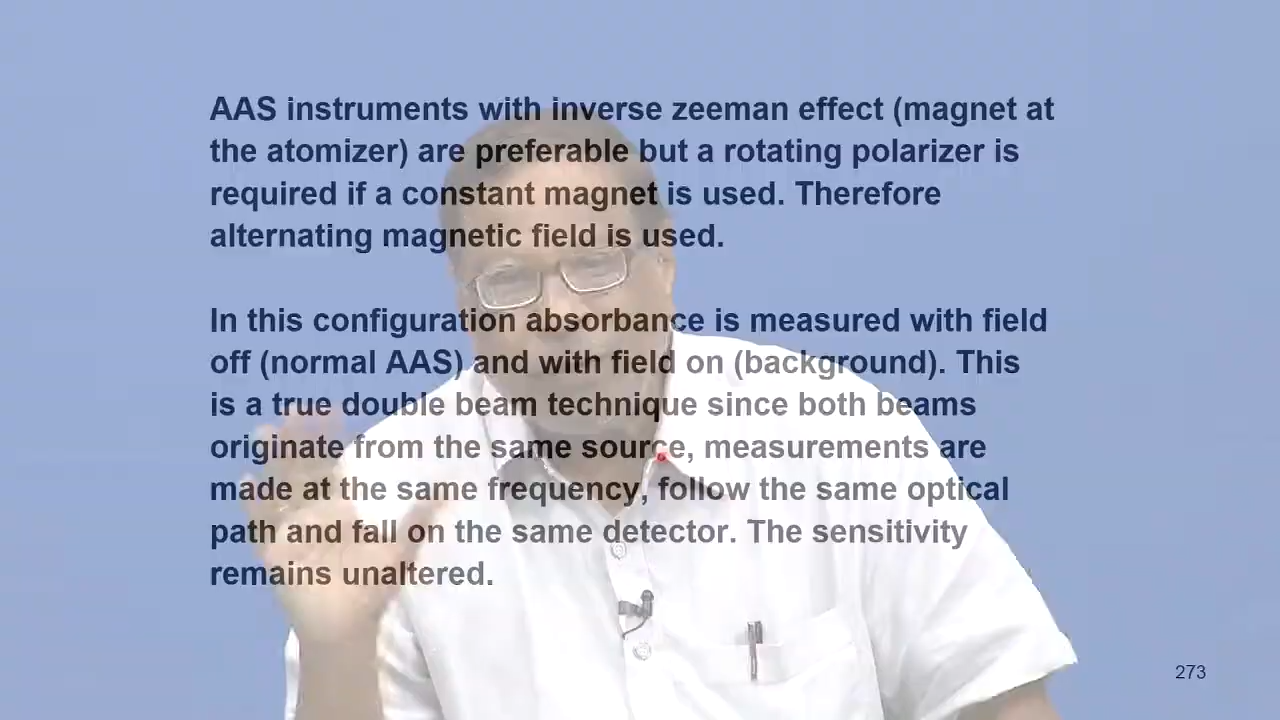 AAS instruments with inverse zeeman effect (magnet at
the atomizer) are preferable but a rotating polarizer is
required if a constant magnet is used. Therefore
alternating magnetic field is used.
In this configuration absorbance is measured with field
off (normal AAS) and with field on (background). This
is a true double beam technique since both beams
originate from the same source, measurements are
made at the same frequency, follow the same optical
path and fall on the same detector. The sensitivity
remains unaltered.
273